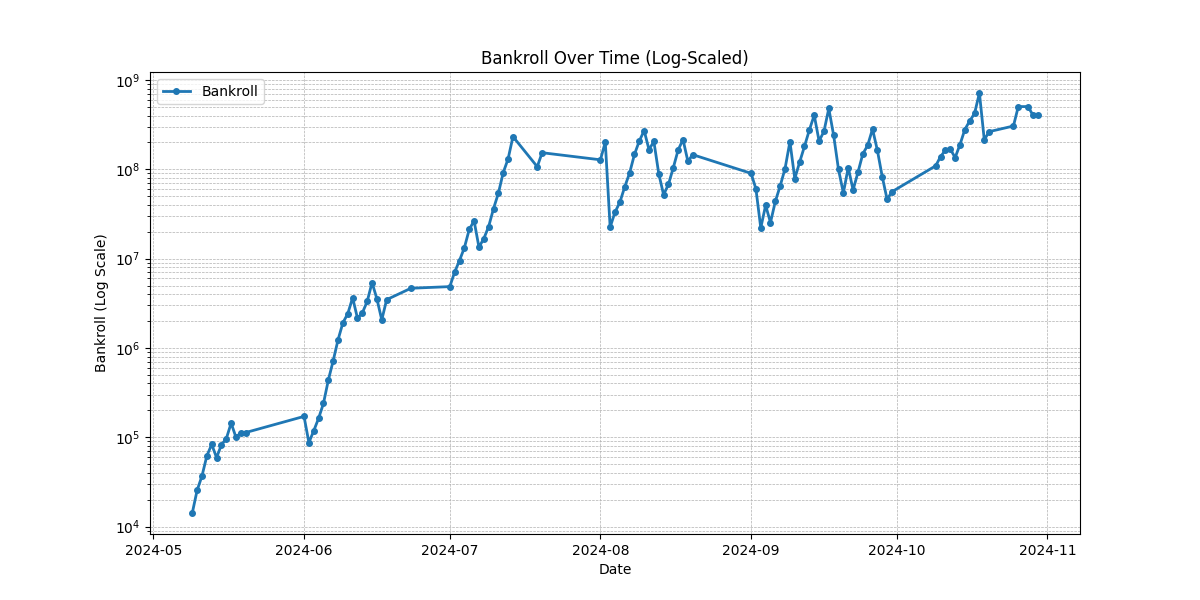 Bankroll Over Time (Log-Scaled)
Bankroll
10⁹
10⁸
10⁷
10⁶
10⁵
10⁴
Bankroll (Log Scale)
2024-05 2024-06 2024-07 2024-08 2024-09 2024-10 2024-11
Date